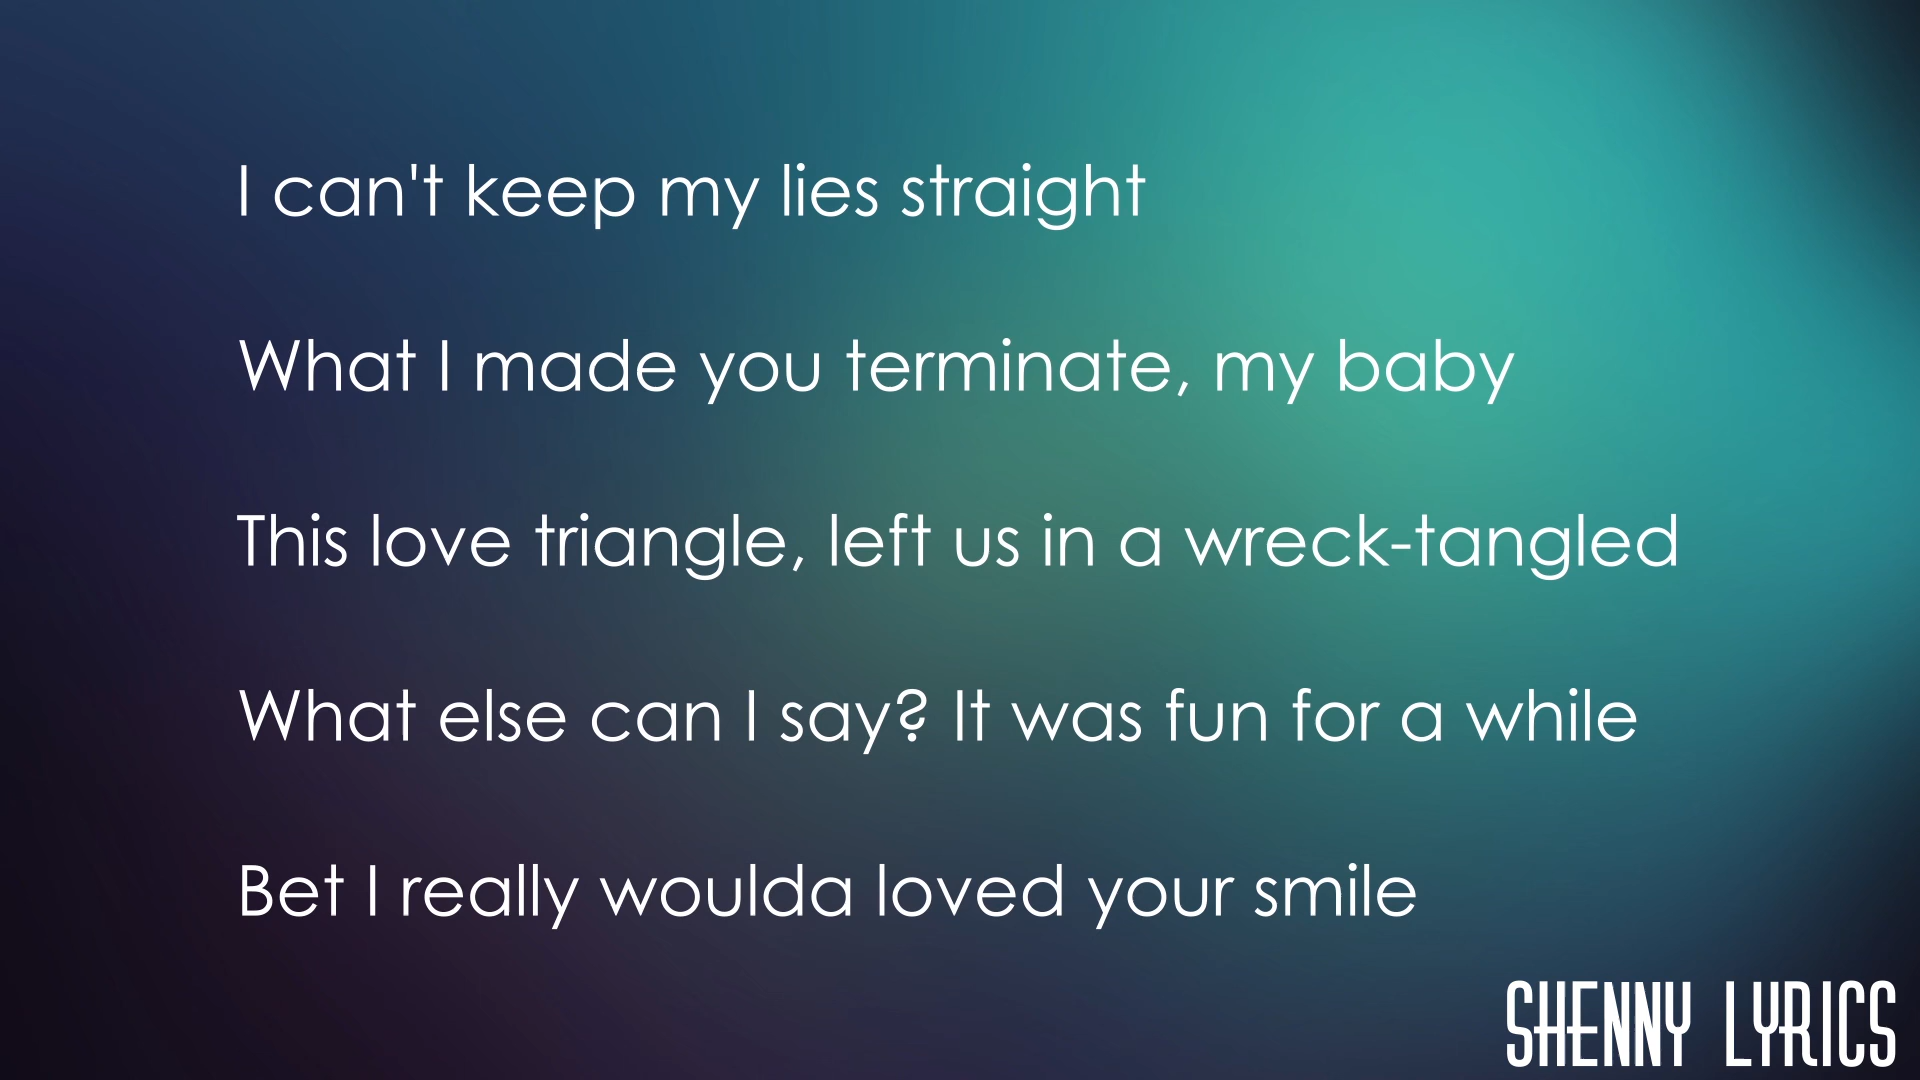 I can't keep my lies straight
What I made you terminate, my baby
This love triangle, left us in a wreck-tangled
What else can I say? It was fun for a while
Bet I really woulda loved your smile
SHENNY LYRICS